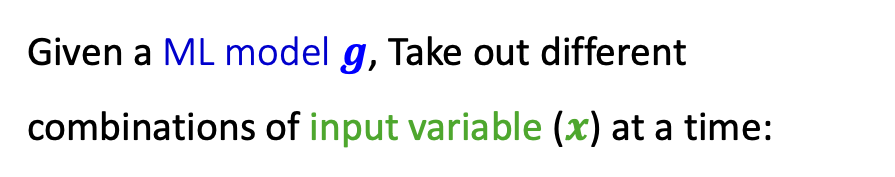 Given a ML model g, Take out different
combinations of input variable (x) at a time: